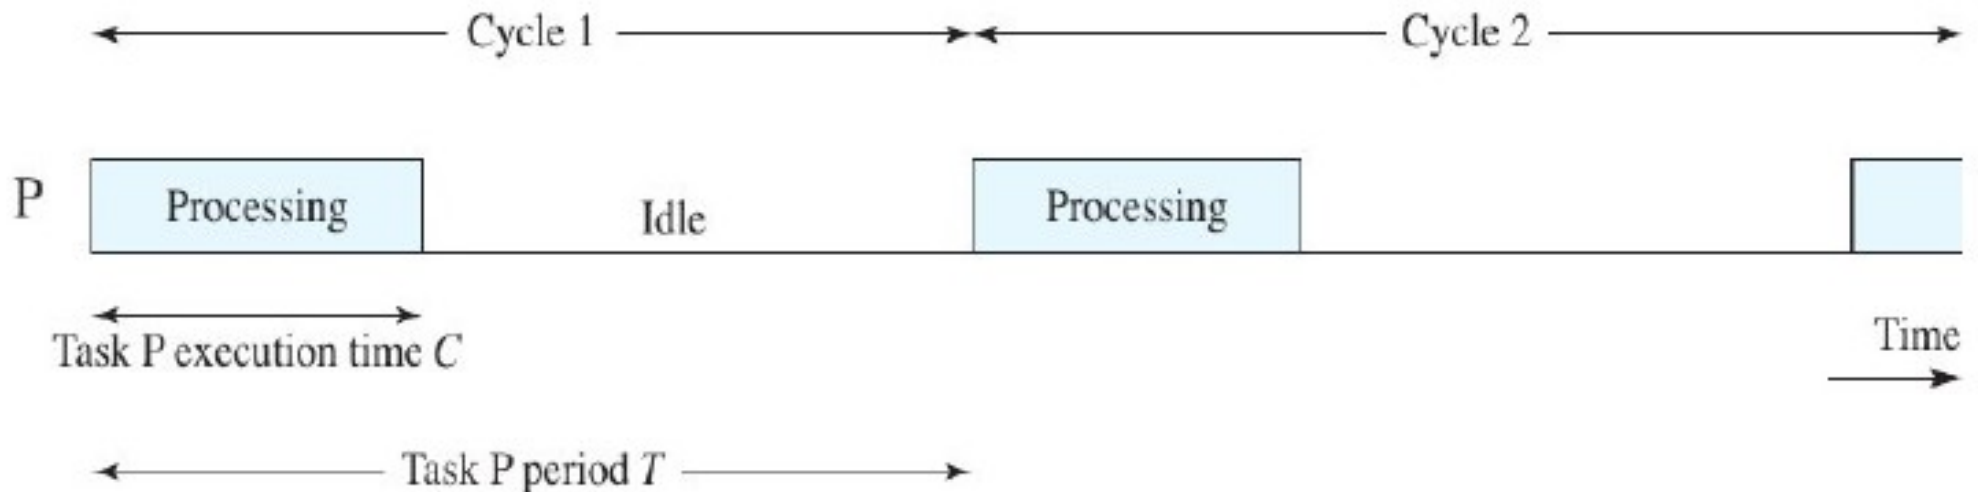 Cycle 1
Cycle 2
P
Processing
Idle
Processing
Task P execution time C
Time
Task P period T